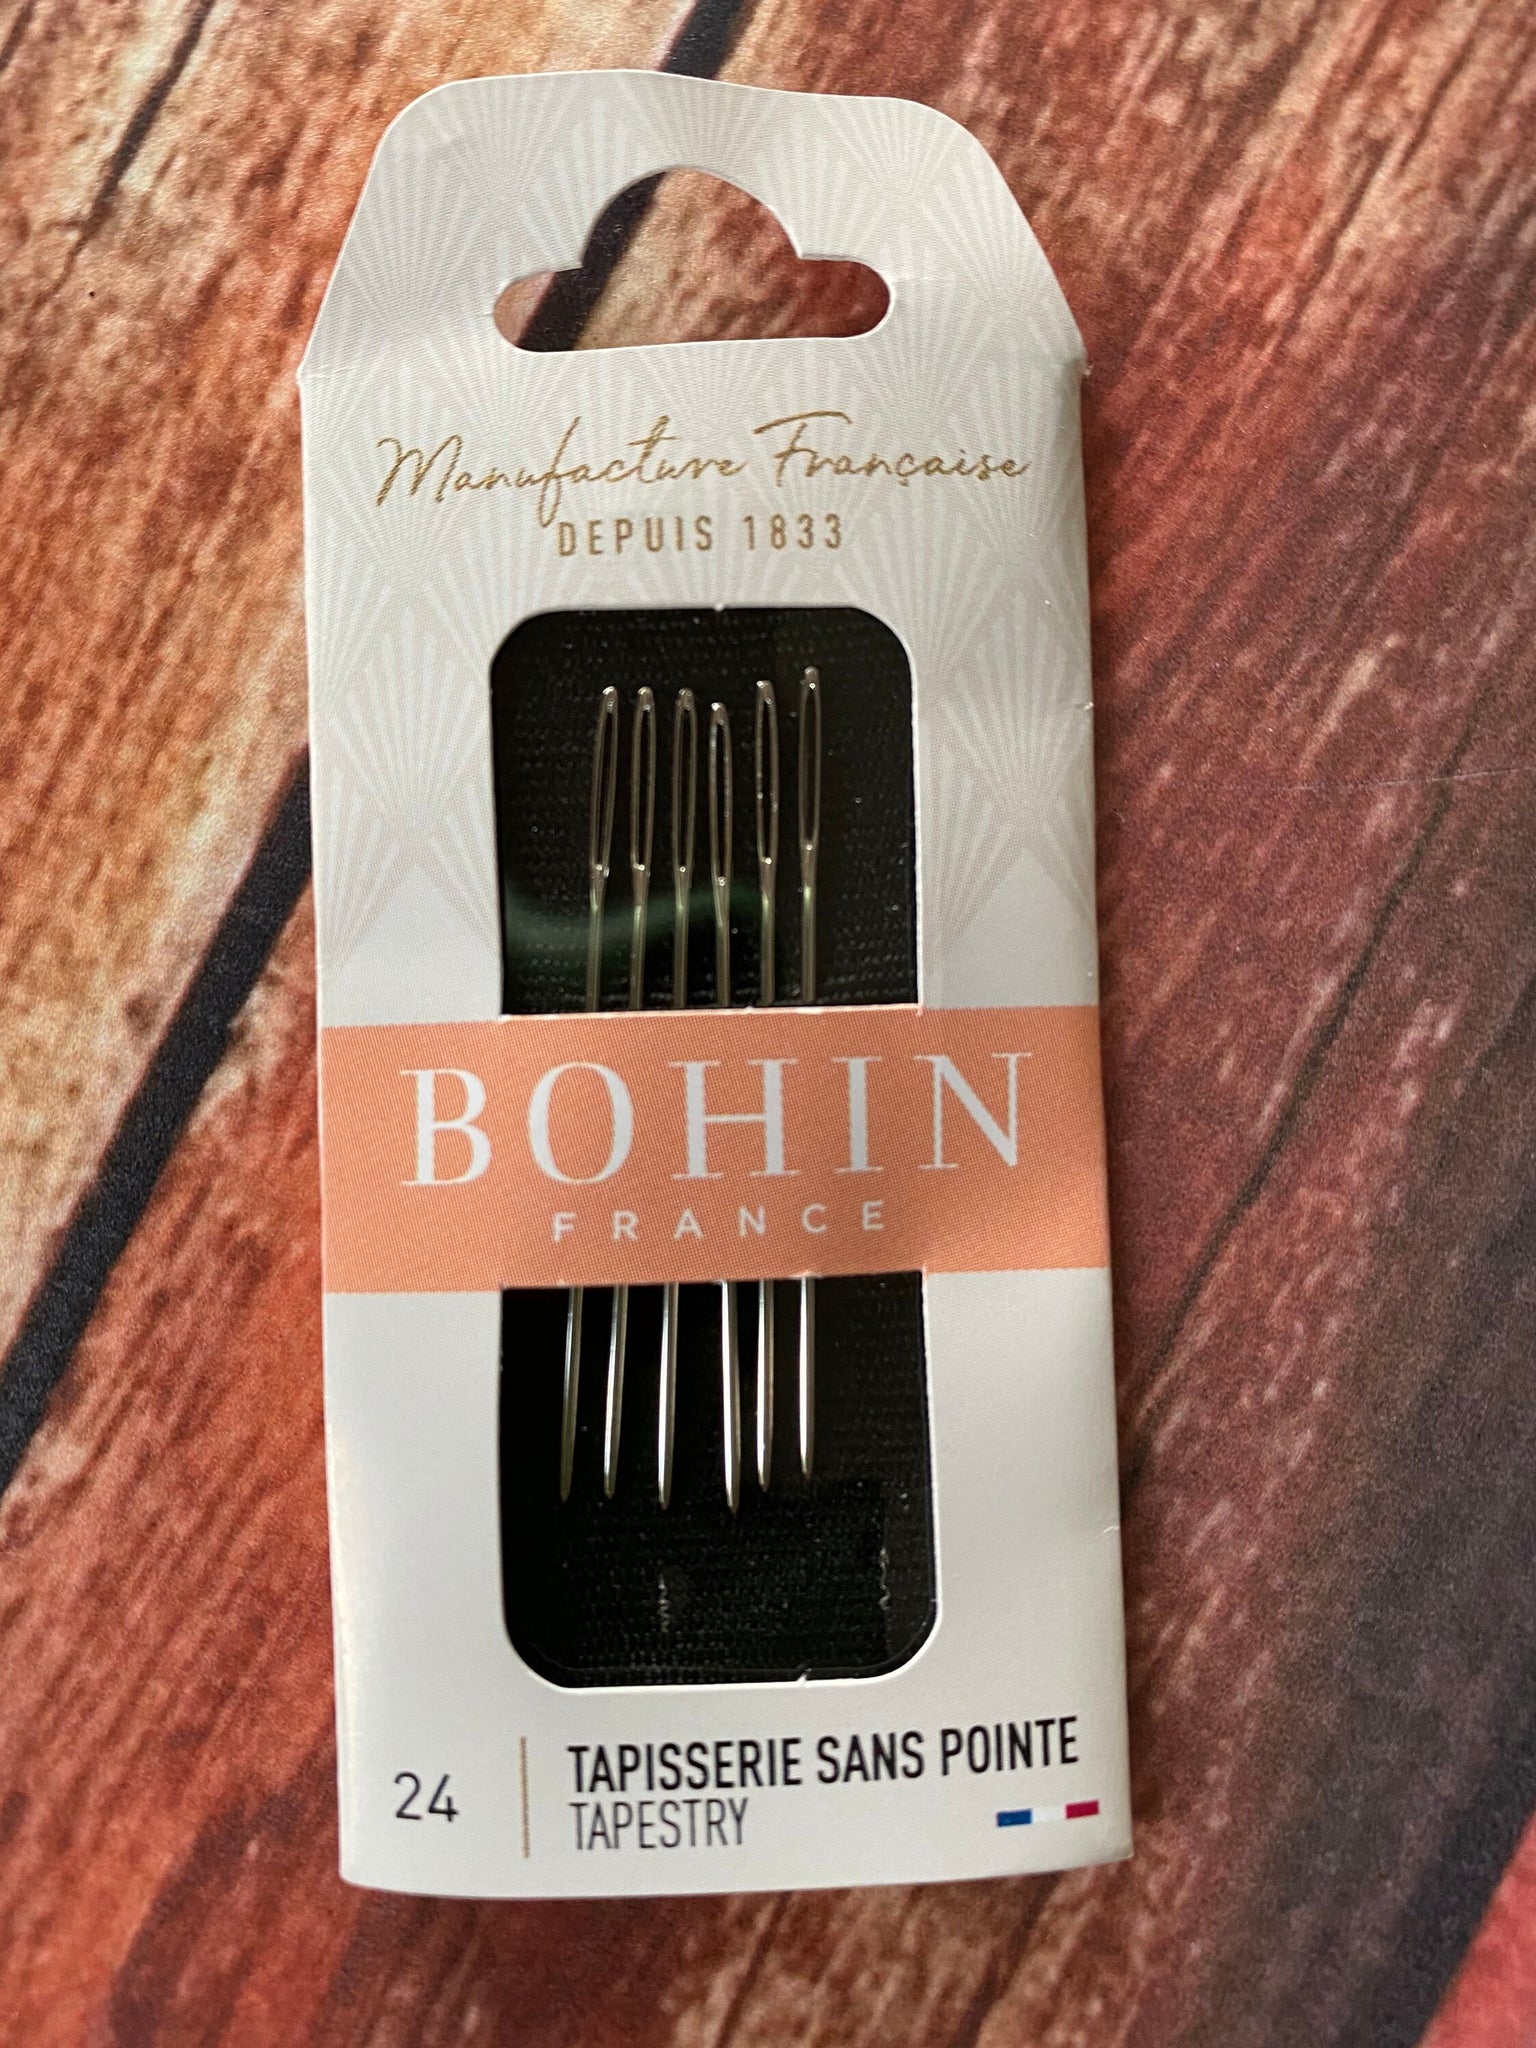 Manufacture Française
DEPUIS 1833
BOHIN
FRANCE
24
TAPISSERIE SANS POINTE
TAPESTRY